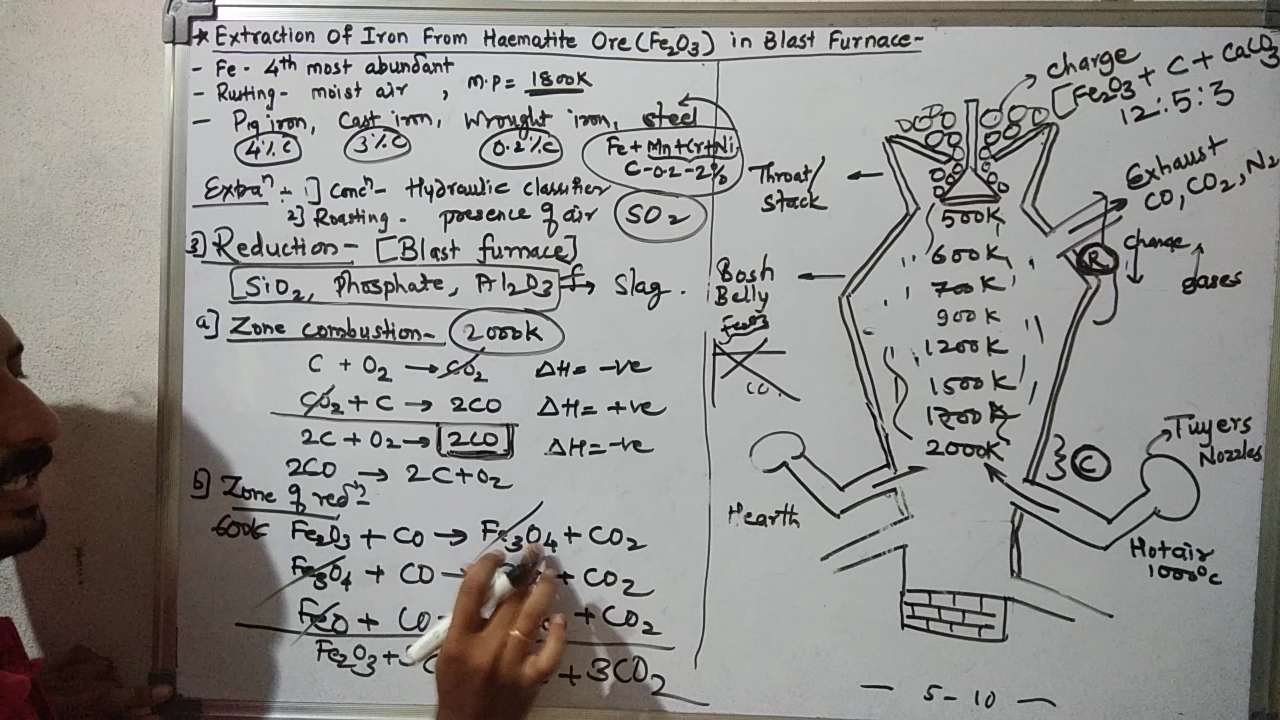 * Extraction Of Iron From Haematite Ore (Fe₂O₃) in Blast Furnace-
- Fe - 4th most abundant
- Rusting - moist air , m.p = 1800K
- Pig iron, Cast iron, Wrought iron, steel
4%C 3%C 0.2%C Fe + Mn+Cr+Ni
C-0.2-2%
Extraⁿ :- 1] Concⁿ - Hydraulic classifier
2] Roasting - presence of air SO₂
3] Reduction - [Blast furnace]
[SiO₂, Phosphate, Al₂O₃ → Slag.
a] Zone combustion - 2000k
C + O₂ → CO₂ ΔH = -ve
CO₂ + C → 2CO ΔH = +ve
2C + O₂ → 2CO ΔH = -ve
2CO → 2C + O₂
b] Zone of redⁿ
600k Fe₂O₃ + CO → Fe₃O₄ + CO₂
Fe₃O₄ + CO → + CO₂
FeO + CO + CO₂
Fe₂O₃ + + 3CO₂
charge
[Fe₂O₃ + C + CaCO₃
12:5:3
Exhaust
CO, CO₂, N₂
Throat/
Stack
500K
600K
700K
900K
1200K
1500K
1700K
2000K
R
charge
gases
Bosh
Belly
Fe₂O₃
CO
C
Tuyers
Nozzles
Hearth
Hot air
1000°C
— 5-10 —